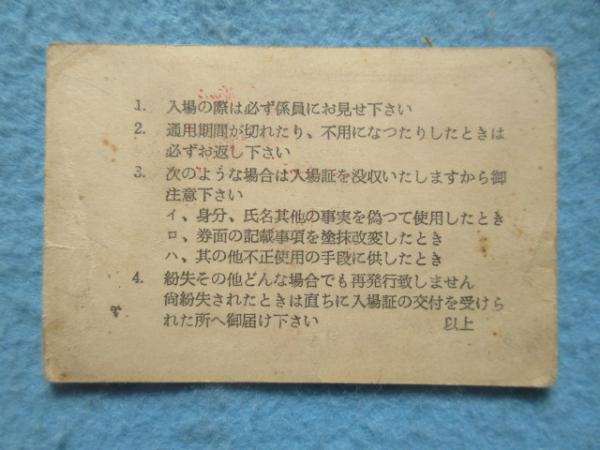 1. 入場の際は必ず係員にお見せ下さい
2. 通用期間が切れたり、不用になつたりしたときは
必ずお返し下さい
3. 次のような場合は入場証を没収いたしますから御
注意下さい
イ、身分、氏名其他の事実を偽つて使用したとき
ロ、券面の記載事項を塗抹改変したとき
ハ、其の他不正使用の手段に供したとき
4. 紛失その他どんな場合でも再発行致しません
尙紛失されたときは直ちに入場証の交付を受けら
れた所へ御届け下さい 以上